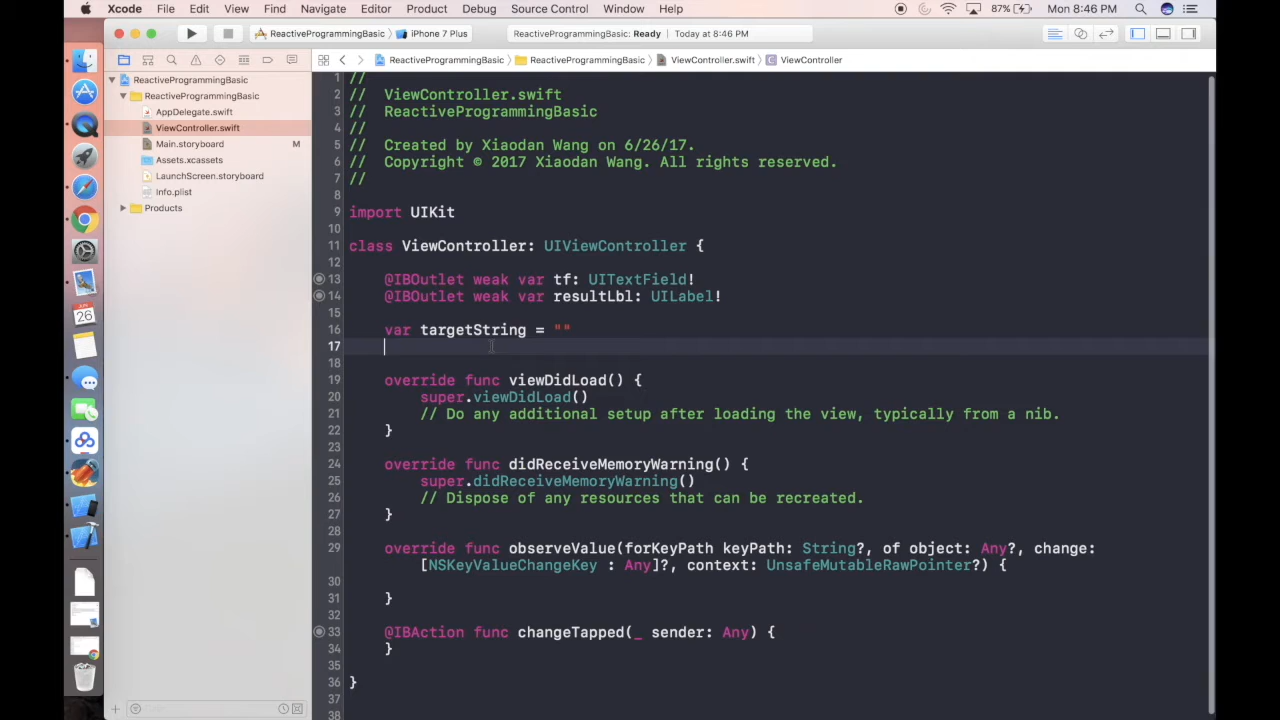 Xcode File Edit View Find Navigate Editor Product Debug Source Control Window Help 87% Mon 8:46 PM
ReactiveProgrammingBasic iPhone 7 Plus ReactiveProgrammingBasic: Ready Today at 8:46 PM
ReactiveProgrammingBasic ReactiveProgrammingBasic ViewController.swift ViewController
ReactiveProgrammingBasic
ReactiveProgrammingBasic
AppDelegate.swift
ViewController.swift
Main.storyboard M
Assets.xcassets
LaunchScreen.storyboard
Info.plist
Products
JUN
26
1 //
2 // ViewController.swift
3 // ReactiveProgrammingBasic
4 //
5 // Created by Xiaodan Wang on 6/26/17.
6 // Copyright © 2017 Xiaodan Wang. All rights reserved.
7 //
8
9 import UIKit
10
11 class ViewController: UIViewController {
12
13 @IBOutlet weak var tf: UITextField!
14 @IBOutlet weak var resultLbl: UILabel!
15
16 var targetString = ""
17
18
19 override func viewDidLoad() {
20 super.viewDidLoad()
21 // Do any additional setup after loading the view, typically from a nib.
22 }
23
24 override func didReceiveMemoryWarning() {
25 super.didReceiveMemoryWarning()
26 // Dispose of any resources that can be recreated.
27 }
28
29 override func observeValue(forKeyPath keyPath: String?, of object: Any?, change:
[NSKeyValueChangeKey : Any]?, context: UnsafeMutableRawPointer?) {
30
31 }
32
33 @IBAction func changeTapped(_ sender: Any) {
34 }
35
36 }
37
38